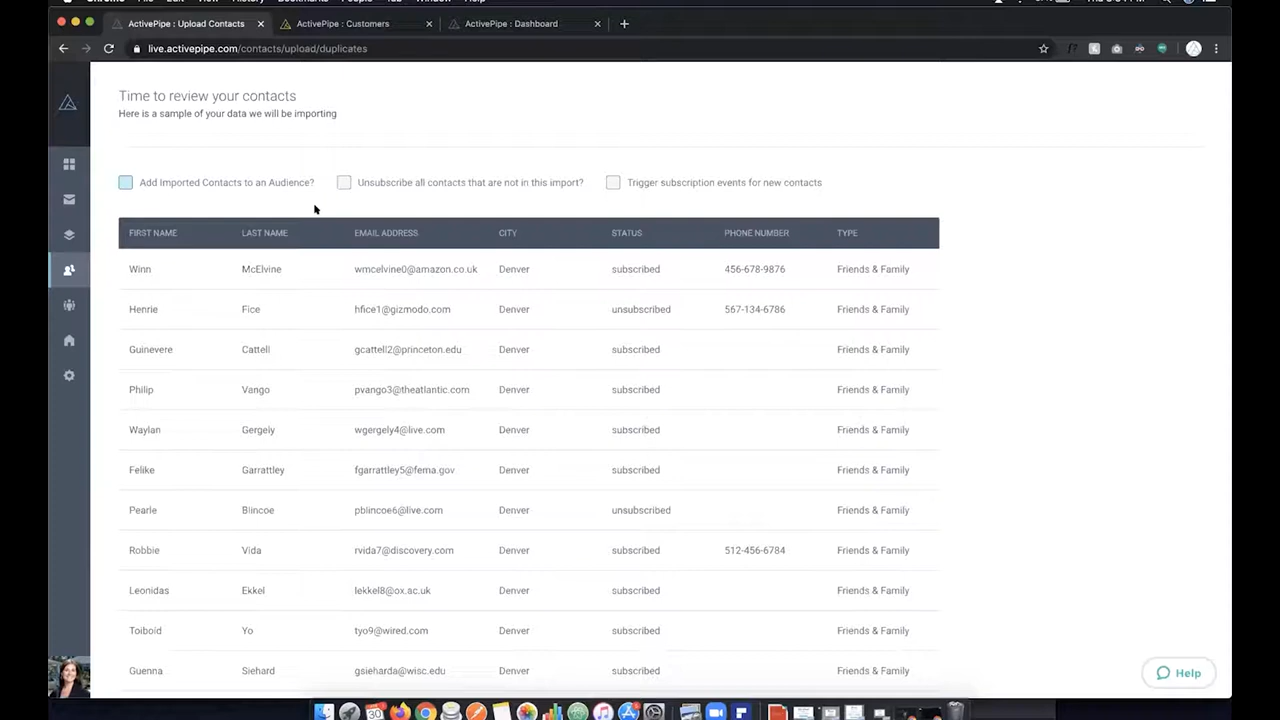 ActivePipe : Upload Contacts
ActivePipe : Customers
ActivePipe : Dashboard
live.activepipe.com/contacts/upload/duplicates
Time to review your contacts
Here is a sample of your data we will be importing
Add Imported Contacts to an Audience? Unsubscribe all contacts that are not in this import? Trigger subscription events for new contacts
FIRST NAME LAST NAME EMAIL ADDRESS CITY STATUS PHONE NUMBER TYPE
Winn McElvine wmcelvine0@amazon.co.uk Denver subscribed 456-678-9876 Friends & Family
Henrie Fice hfice1@gizmodo.com Denver unsubscribed 567-134-6786 Friends & Family
Guinevere Cattell gcattell2@princeton.edu Denver subscribed Friends & Family
Philip Vango pvango3@theatlantic.com Denver subscribed Friends & Family
Waylan Gergely wgergely4@live.com Denver subscribed Friends & Family
Felike Garrattley fgarrattley5@fema.gov Denver subscribed Friends & Family
Pearle Blincoe pblincoe6@live.com Denver unsubscribed Friends & Family
Robbie Vida rvida7@discovery.com Denver subscribed 512-456-6784 Friends & Family
Leonidas Ekkel lekkel8@ox.ac.uk Denver subscribed Friends & Family
Toiboid Yo tyo9@wired.com Denver subscribed Friends & Family
Guenna Siehard gsieharda@wisc.edu Denver subscribed Friends & Family
Help
30